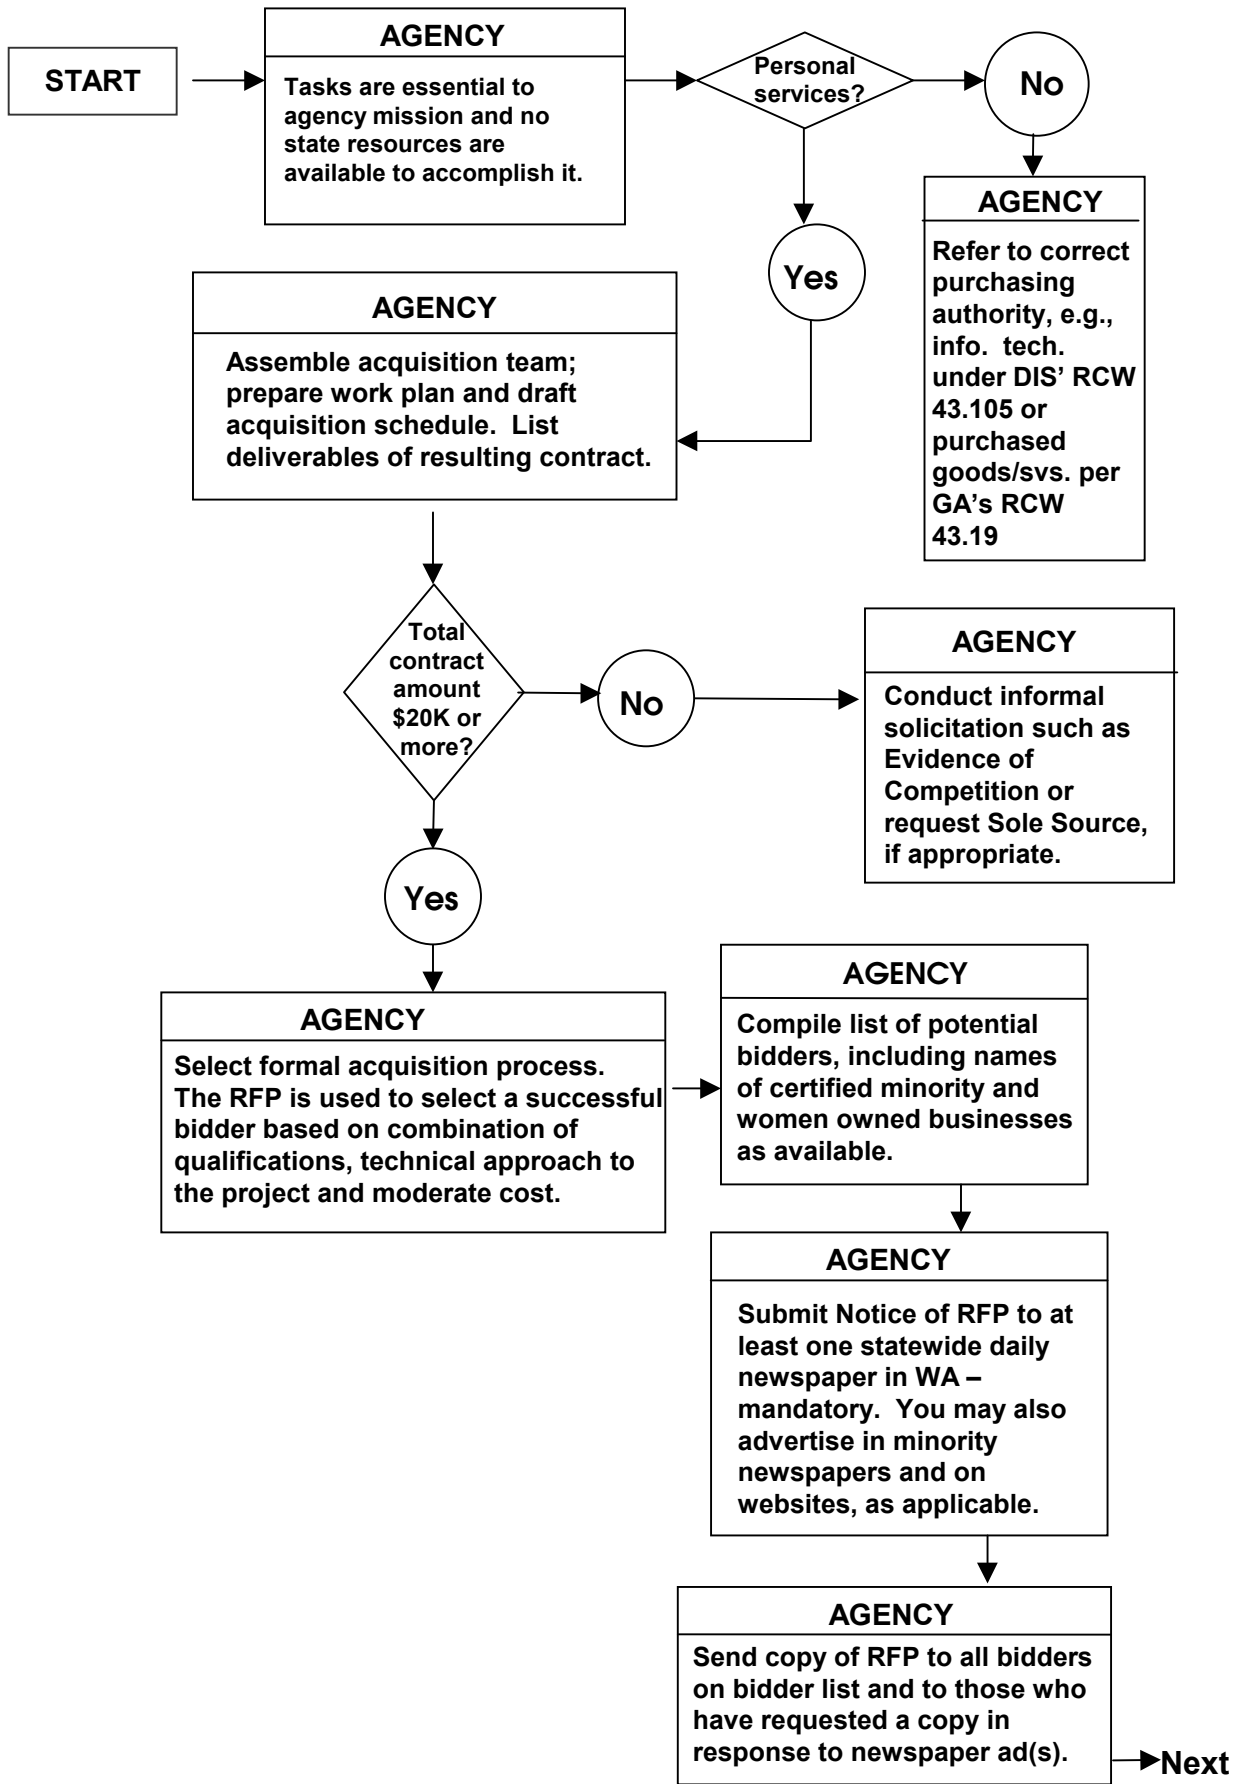 START
AGENCY
Tasks are essential to
agency mission and no
state resources are
available to accomplish it.
Personal
services?
No
AGENCY
Refer to correct
purchasing
authority, e.g.,
info.  tech.
under DIS’ RCW
43.105 or
purchased
goods/svs. per
GA’s RCW
43.19
Yes
AGENCY
Assemble acquisition team;
prepare work plan and draft
acquisition schedule.  List
deliverables of resulting contract.
Total
contract
amount
$20K or
more?
No
AGENCY
Conduct informal
solicitation such as
Evidence of
Competition or
request Sole Source,
if appropriate.
Yes
AGENCY
Select formal acquisition process.
The RFP is used to select a successful
bidder based on combination of
qualifications, technical approach to
the project and moderate cost.
AGENCY
Compile list of potential
bidders, including names
of certified minority and
women owned businesses
as available.
AGENCY
Submit Notice of RFP to at
least one statewide daily
newspaper in WA –
mandatory.  You may also
advertise in minority
newspapers and on
websites, as applicable.
AGENCY
Send copy of RFP to all bidders
on bidder list and to those who
have requested a copy in
response to newspaper ad(s).
Next